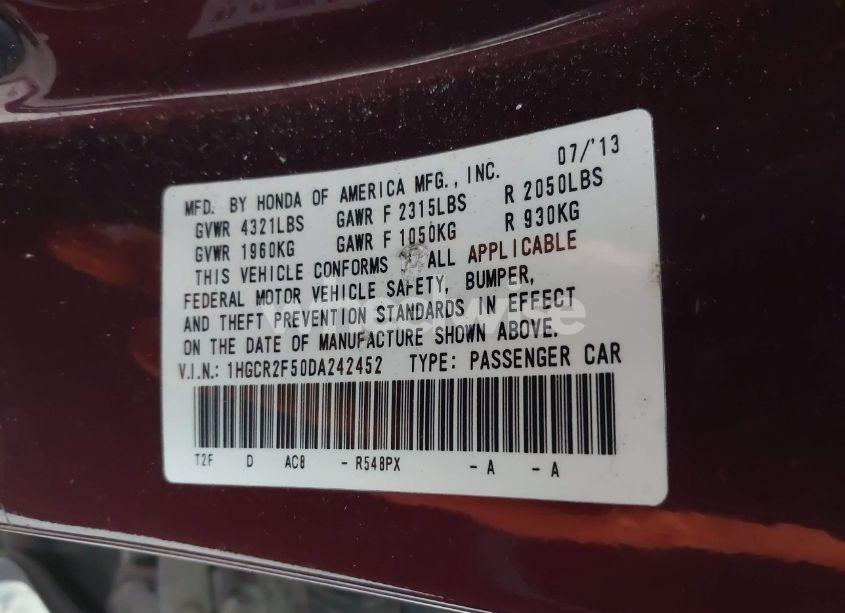 07/'13
MFD. BY HONDA OF AMERICA MFG., INC.
GVWR 4321LBS GAWR F 2315LBS R 2050LBS
GVWR 1960KG GAWR F 1050KG R 930KG
THIS VEHICLE CONFORMS ALL APPLICABLE
FEDERAL MOTOR VEHICLE SAFETY, BUMPER,
AND THEFT PREVENTION STANDARDS IN EFFECT
ON THE DATE OF MANUFACTURE SHOWN ABOVE.
V.I.N.: 1HGCR2F50DA242452 TYPE: PASSENGER CAR
T2F D AC8 - R548PX - A - A